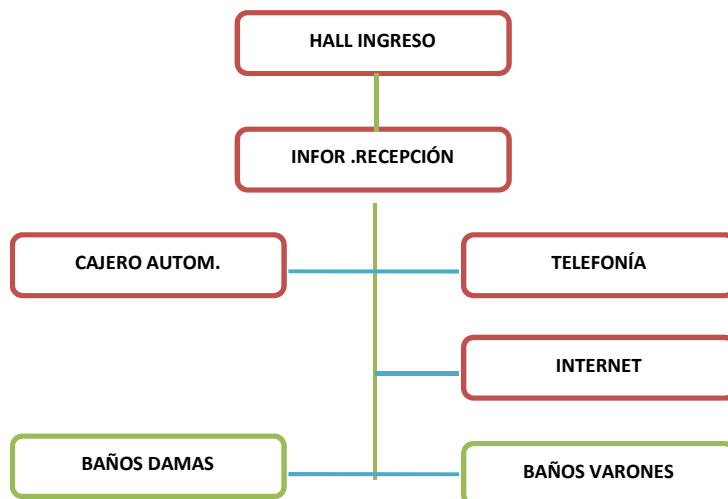 HALL INGRESO
INFOR .RECEPCIÓN
CAJERO AUTOM.
TELEFONÍA
INTERNET
BAÑOS DAMAS
BAÑOS VARONES